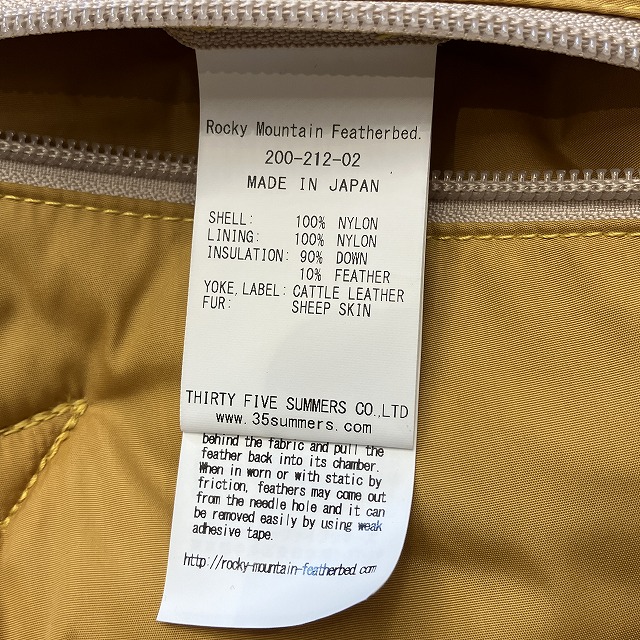 Rocky Mountain Featherbed.
200-212-02
MADE IN JAPAN
SHELL: 100% NYLON
LINING: 100% NYLON
INSULATION: 90% DOWN
10% FEATHER
YOKE, LABEL: CATTLE LEATHER
FUR: SHEEP SKIN
THIRTY FIVE SUMMERS CO.,LTD
www.35summers.com
behind the fabric and pull the
feather back into its chamber.
When in worn or with static by
friction, feathers may come out
from the needle hole and it can
be removed easily by using weak
adhesive tape.
http://rocky-mountain-featherbed.com